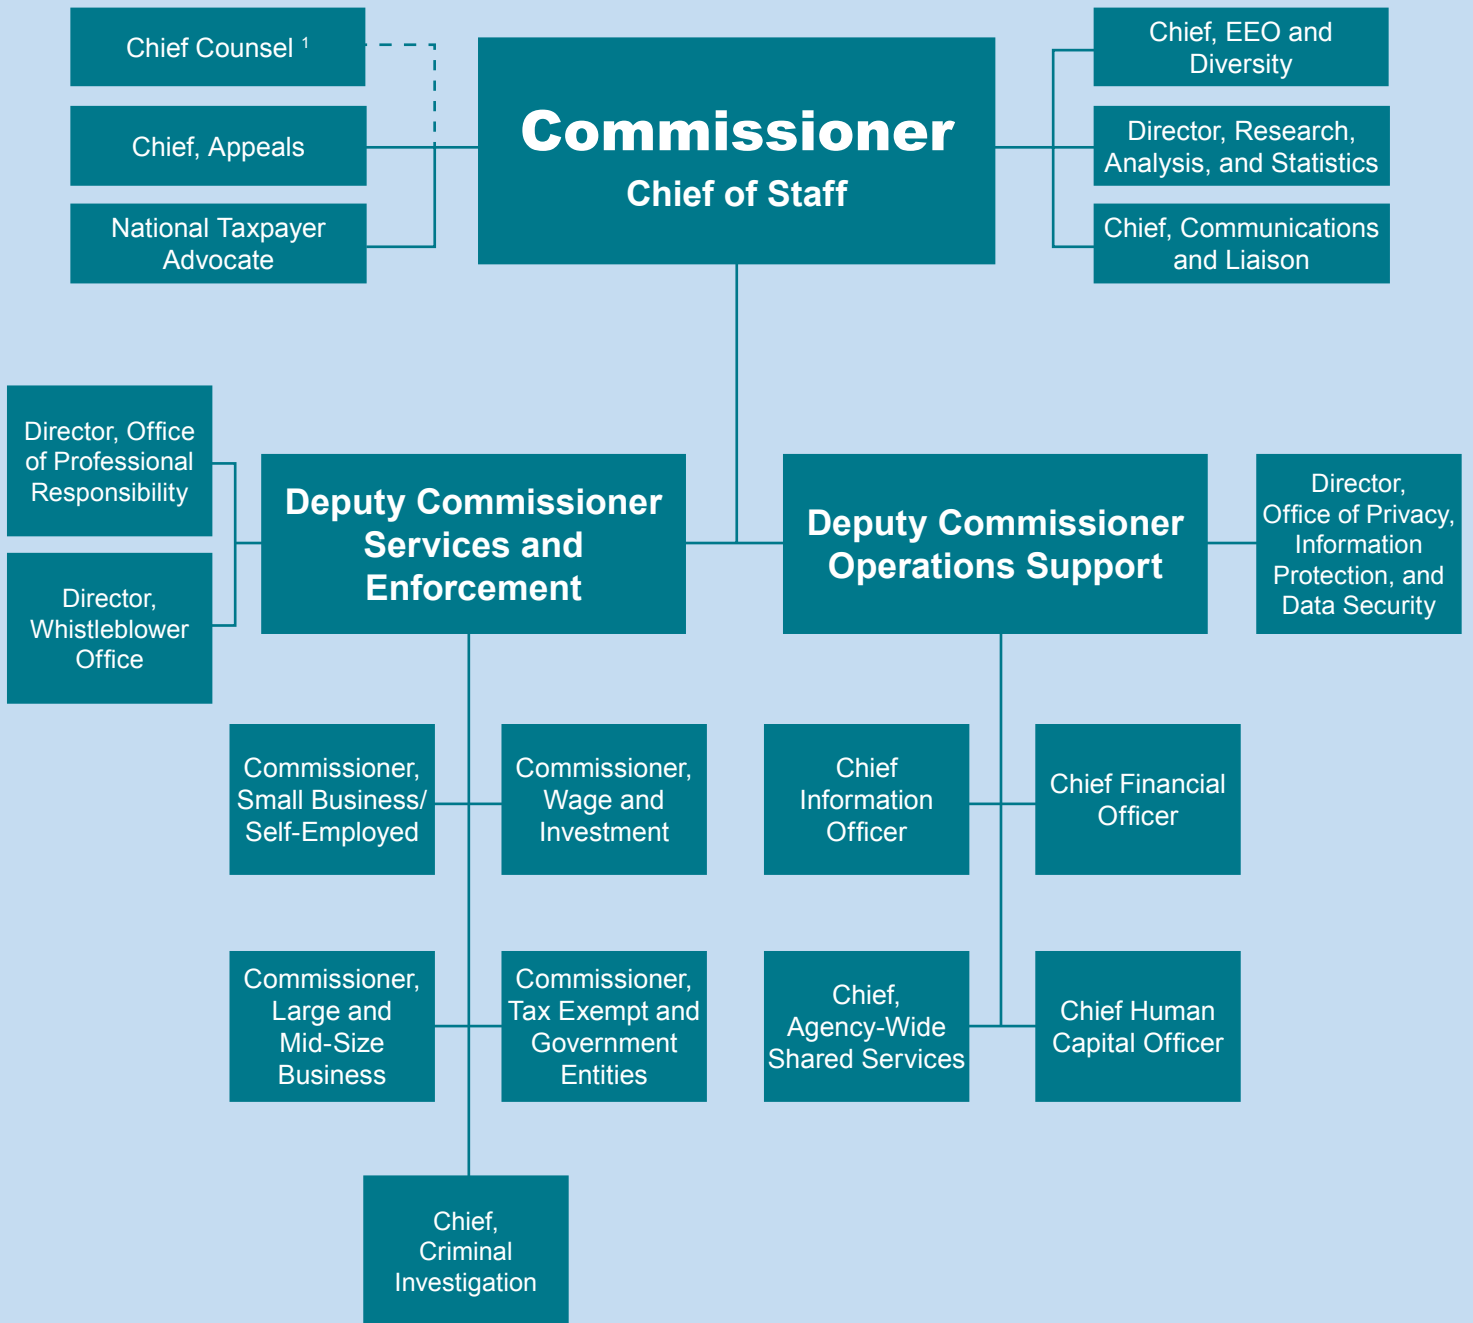 Chief Counsel ¹
Chief, Appeals
National Taxpayer
Advocate
Commissioner
Chief of Staff
Chief, EEO and
Diversity
Director, Research,
Analysis, and Statistics
Chief, Communications
and Liaison
Director, Office
of Professional
Responsibility
Director,
Whistleblower
Office
Deputy Commissioner
Services and
Enforcement
Deputy Commissioner
Operations Support
Director,
Office of Privacy,
Information
Protection, and
Data Security
Commissioner,
Small Business/
Self-Employed
Commissioner,
Wage and
Investment
Chief
Information
Officer
Chief Financial
Officer
Commissioner,
Large and
Mid-Size
Business
Commissioner,
Tax Exempt and
Government
Entities
Chief,
Agency-Wide
Shared Services
Chief Human
Capital Officer
Chief,
Criminal
Investigation